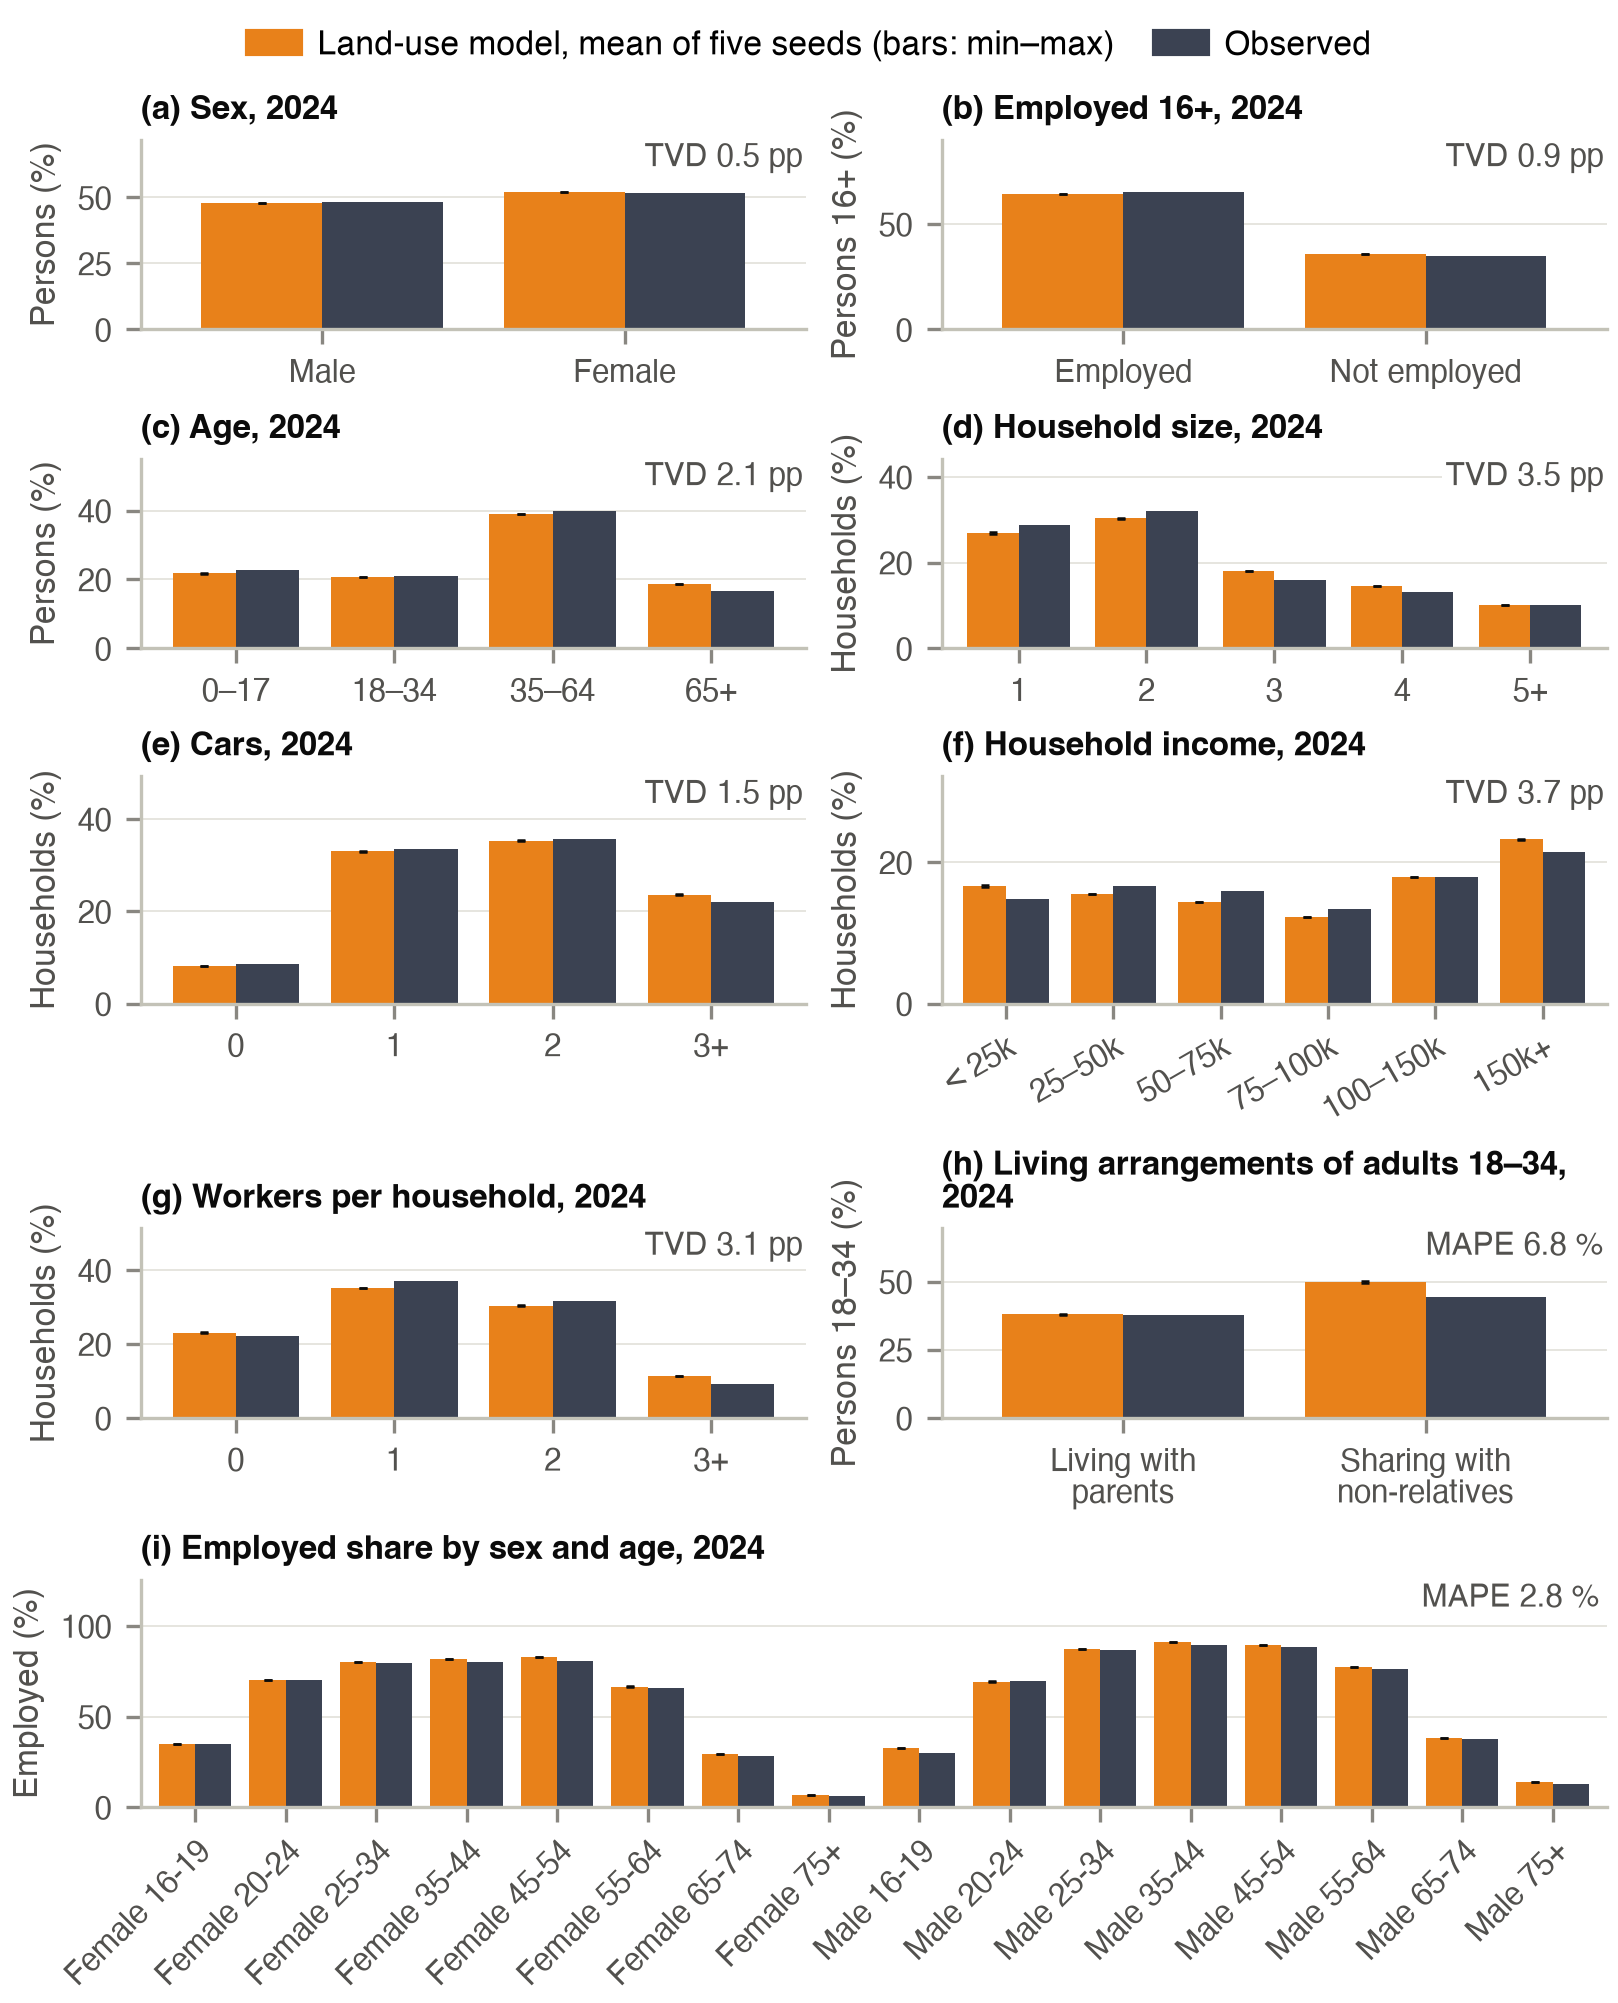 Land-use model, mean of five seeds (bars: min–max)
Observed
(a) Sex, 2024
TVD 0.5 pp
Persons (%)
50
25
0
Male
Female
(b) Employed 16+, 2024
TVD 0.9 pp
Persons 16+ (%)
50
0
Employed
Not employed
(c) Age, 2024
TVD 2.1 pp
Persons (%)
40
20
0
0–17
18–34
35–64
65+
(d) Household size, 2024
TVD 3.5 pp
Households (%)
40
20
0
1
2
3
4
5+
(e) Cars, 2024
TVD 1.5 pp
Households (%)
40
20
0
0
1
2
3+
(f) Household income, 2024
TVD 3.7 pp
Households (%)
20
0
< 25k
25–50k
50–75k
75–100k
100–150k
150k+
(g) Workers per household, 2024
TVD 3.1 pp
Households (%)
40
20
0
0
1
2
3+
(h) Living arrangements of adults 18–34,
2024
MAPE 6.8 %
Persons 18–34 (%)
50
25
0
Living with
parents
Sharing with
non-relatives
(i) Employed share by sex and age, 2024
MAPE 2.8 %
Employed (%)
100
50
0
Female 16-19
Female 20-24
Female 25-34
Female 35-44
Female 45-54
Female 55-64
Female 65-74
Female 75+
Male 16-19
Male 20-24
Male 25-34
Male 35-44
Male 45-54
Male 55-64
Male 65-74
Male 75+